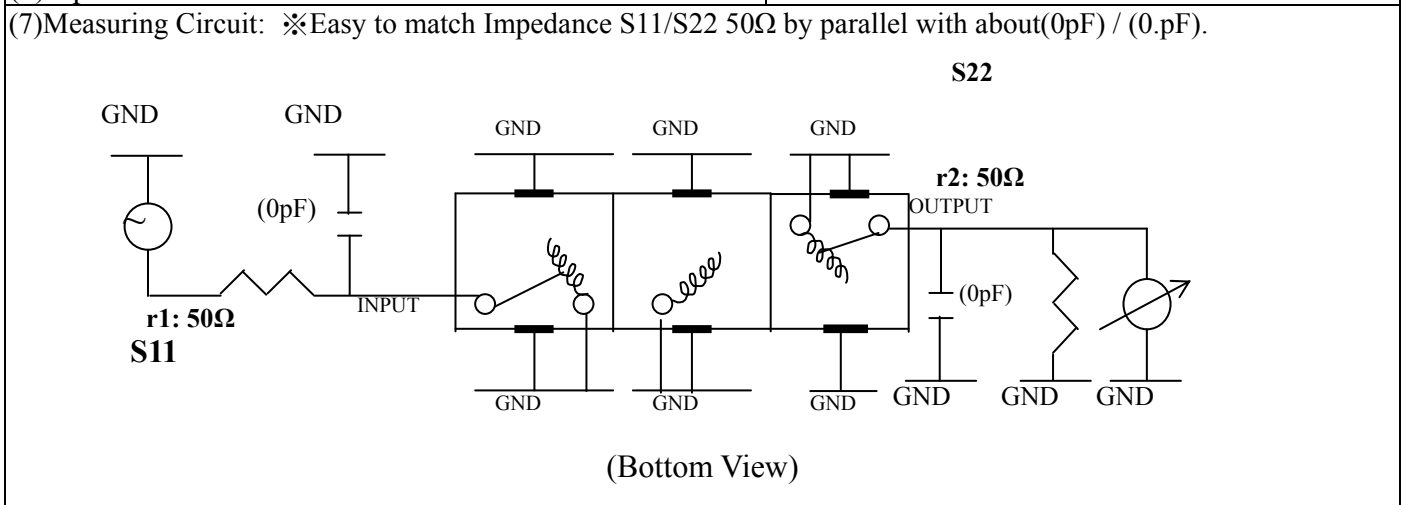 (7)Measuring Circuit: ※Easy to match Impedance S11/S22 50Ω by parallel with about(0pF) / (0.pF).
S22
GND GND GND GND GND
r2: 50Ω
(0pF) OUTPUT
INPUT (0pF)
r1: 50Ω
S11
GND GND GND GND GND GND
(Bottom View)